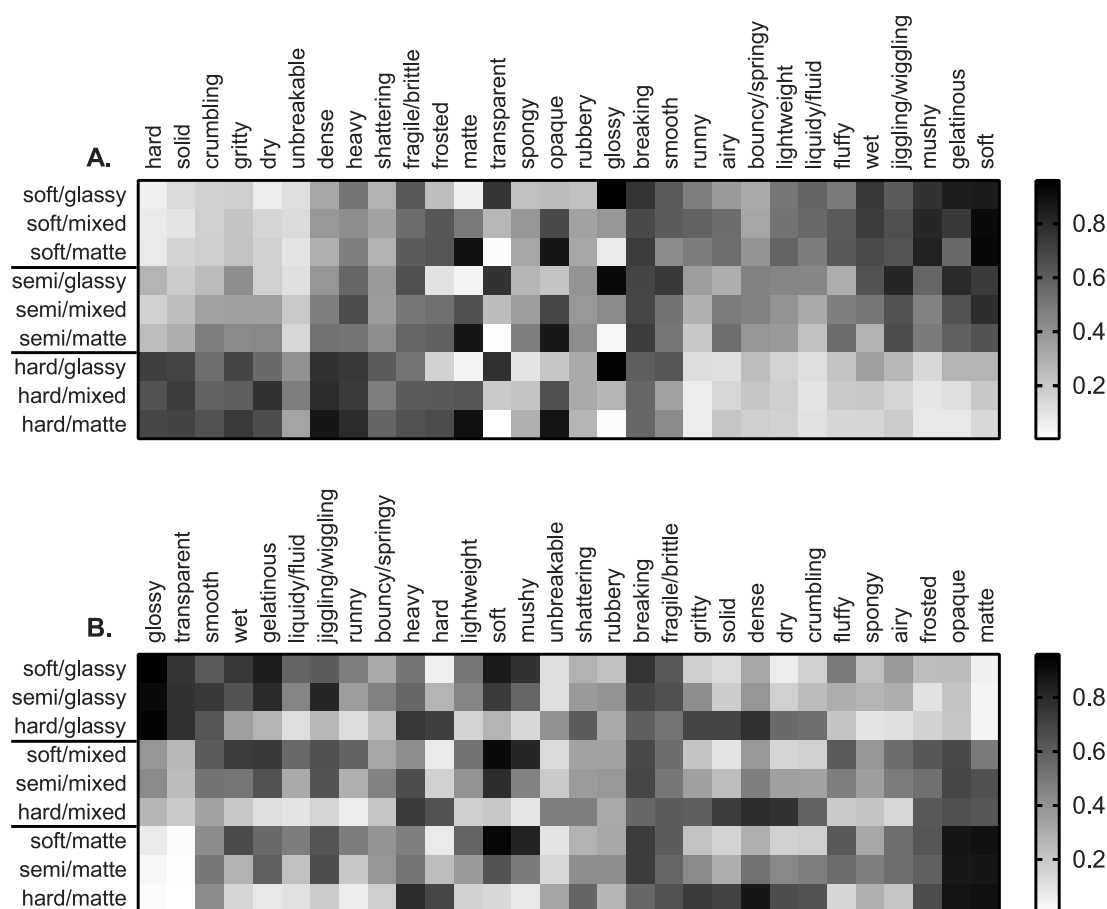 A.
hard
solid
crumbling
gritty
dry
unbreakable
dense
heavy
shattering
fragile/brittle
frosted
matte
transparent
spongy
opaque
rubbery
glossy
breaking
smooth
runny
airy
bouncy/springy
lightweight
liquidy/fluid
fluffy
wet
jiggling/wiggling
mushy
gelatinous
soft
soft/glassy
soft/mixed
soft/matte
semi/glassy
semi/mixed
semi/matte
hard/glassy
hard/mixed
hard/matte
0.8
0.6
0.4
0.2
B.
glossy
transparent
smooth
wet
gelatinous
liquidy/fluid
jiggling/wiggling
runny
bouncy/springy
heavy
hard
lightweight
soft
mushy
unbreakable
shattering
rubbery
breaking
fragile/brittle
gritty
solid
dense
dry
crumbling
fluffy
spongy
airy
frosted
opaque
matte
soft/glassy
semi/glassy
hard/glassy
soft/mixed
semi/mixed
hard/mixed
soft/matte
semi/matte
hard/matte
0.8
0.6
0.4
0.2